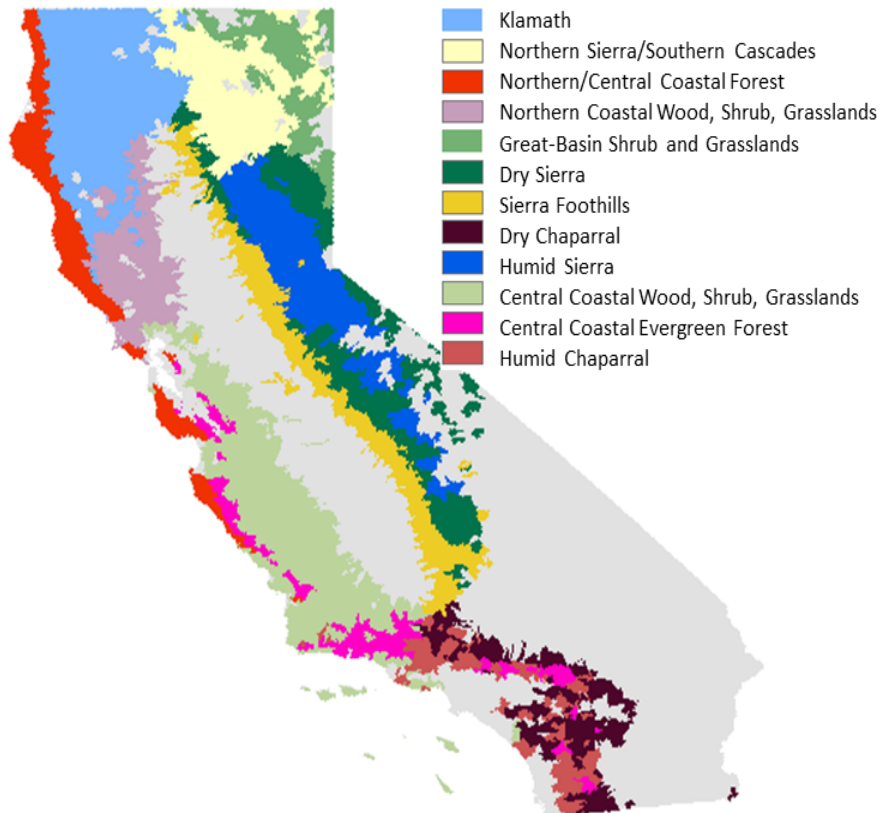 Klamath
Northern Sierra/Southern Cascades
Northern/Central Coastal Forest
Northern Coastal Wood, Shrub, Grasslands
Great-Basin Shrub and Grasslands
Dry Sierra
Sierra Foothills
Dry Chaparral
Humid Sierra
Central Coastal Wood, Shrub, Grasslands
Central Coastal Evergreen Forest
Humid Chaparral